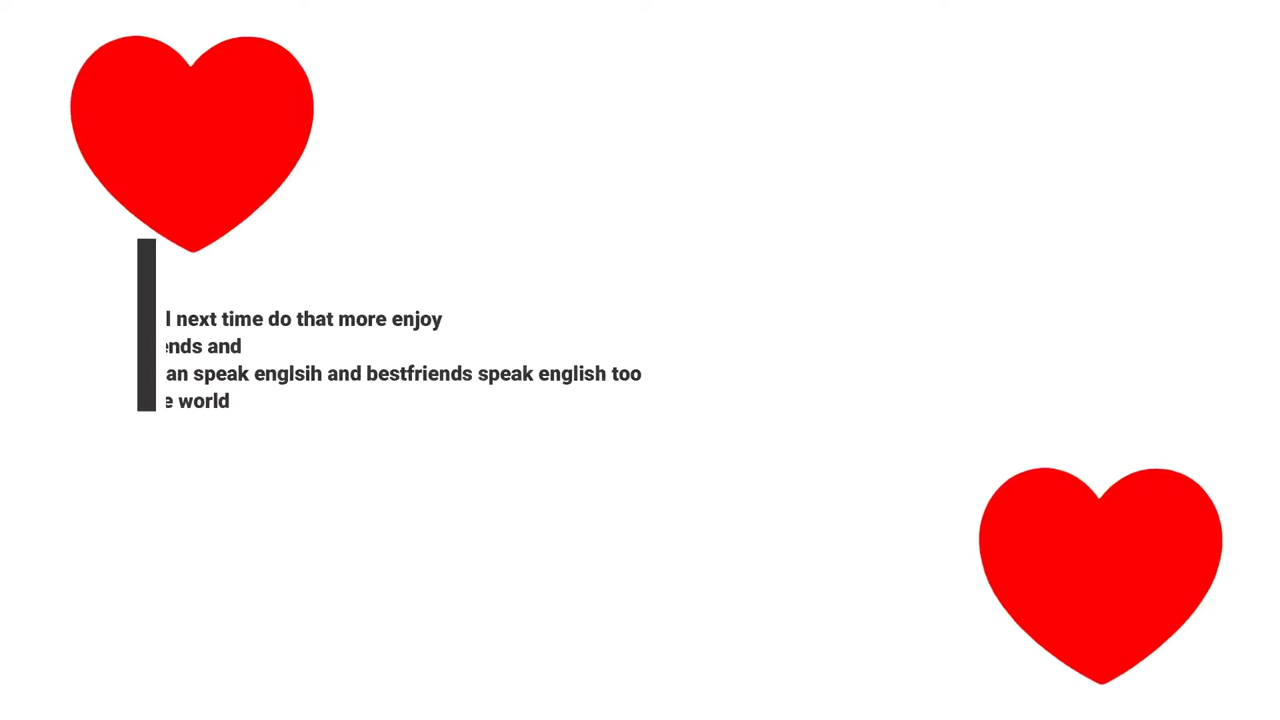 next time do that more enjoy
and
speak englsih and bestfriends speak english too
world